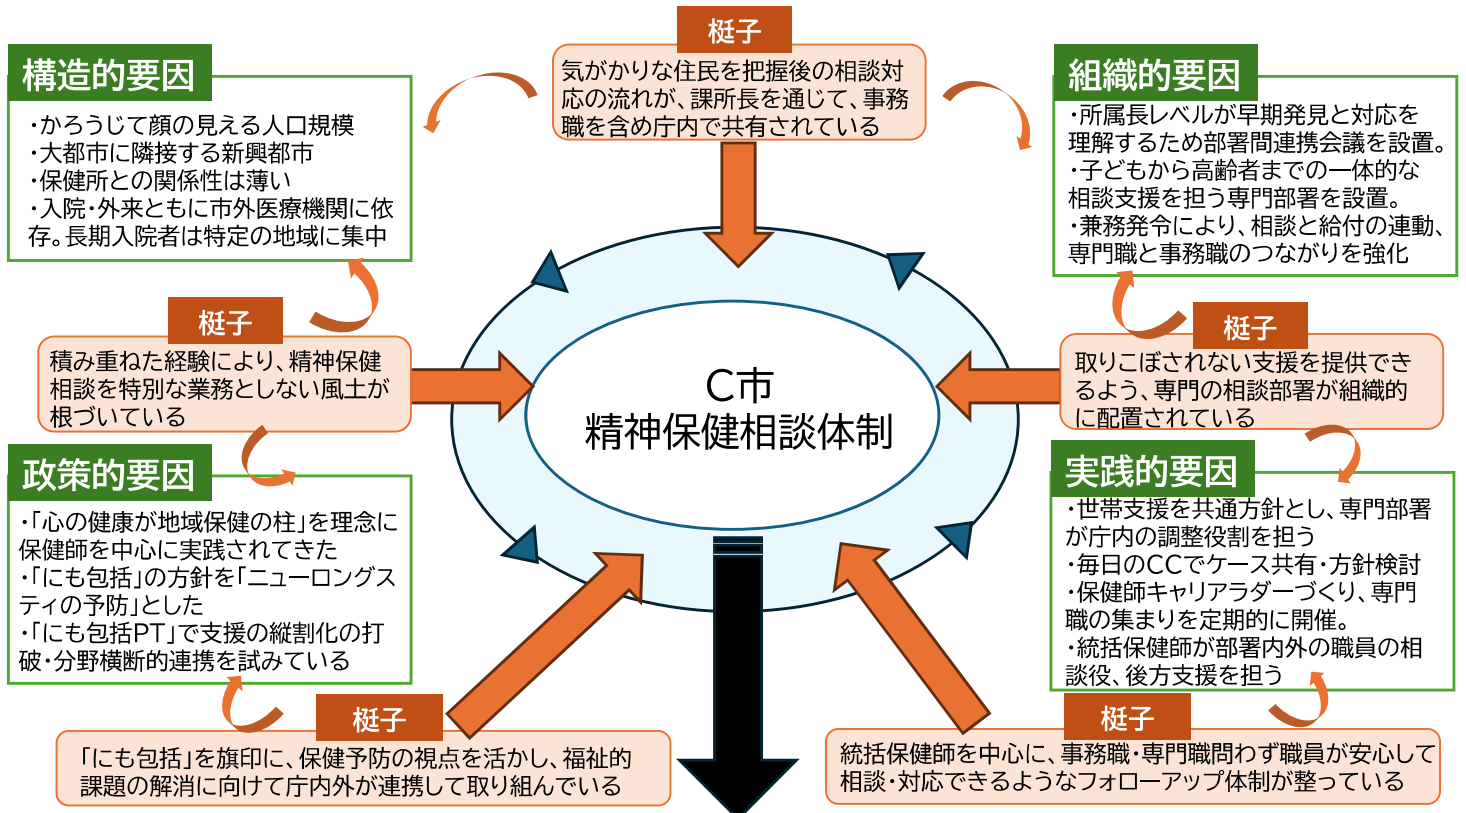 梃子
気がかりな住民を把握後の相談対
応の流れが、課所長を通じて、事務
職を含め庁内で共有されている
構造的要因
・かろうじて顔の見える人口規模
・大都市に隣接する新興都市
・保健所との関係性は薄い
・入院・外来ともに市外医療機関に依
存。長期入院者は特定の地域に集中
組織的要因
・所属長レベルが早期発見と対応を
理解するため部署間連携会議を設置。
・子どもから高齢者までの一体的な
相談支援を担う専門部署を設置。
・兼務発令により、相談と給付の連動、
専門職と事務職のつながりを強化
梃子
積み重ねた経験により、精神保健
相談を特別な業務としない風土が
根づいている
C市
精神保健相談体制
梃子
取りこぼされない支援を提供でき
るよう、専門の相談部署が組織的
に配置されている
政策的要因
・「心の健康が地域保健の柱」を理念に
保健師を中心に実践されてきた
・「にも包括」の方針を「ニューロングス
ティの予防」とした
・「にも包括PT」で支援の縦割化の打
破・分野横断的連携を試みている
実践的要因
・世帯支援を共通方針とし、専門部署
が庁内の調整役割を担う
・毎日のCCでケース共有・方針検討
・保健師キャリアラダーづくり、専門
職の集まりを定期的に開催。
・統括保健師が部署内外の職員の相
談役、後方支援を担う
梃子
「にも包括」を旗印に、保健予防の視点を活かし、福祉的
課題の解消に向けて庁内外が連携して取り組んでいる
梃子
統括保健師を中心に、事務職・専門職問わず職員が安心して
相談・対応できるようなフォローアップ体制が整っている